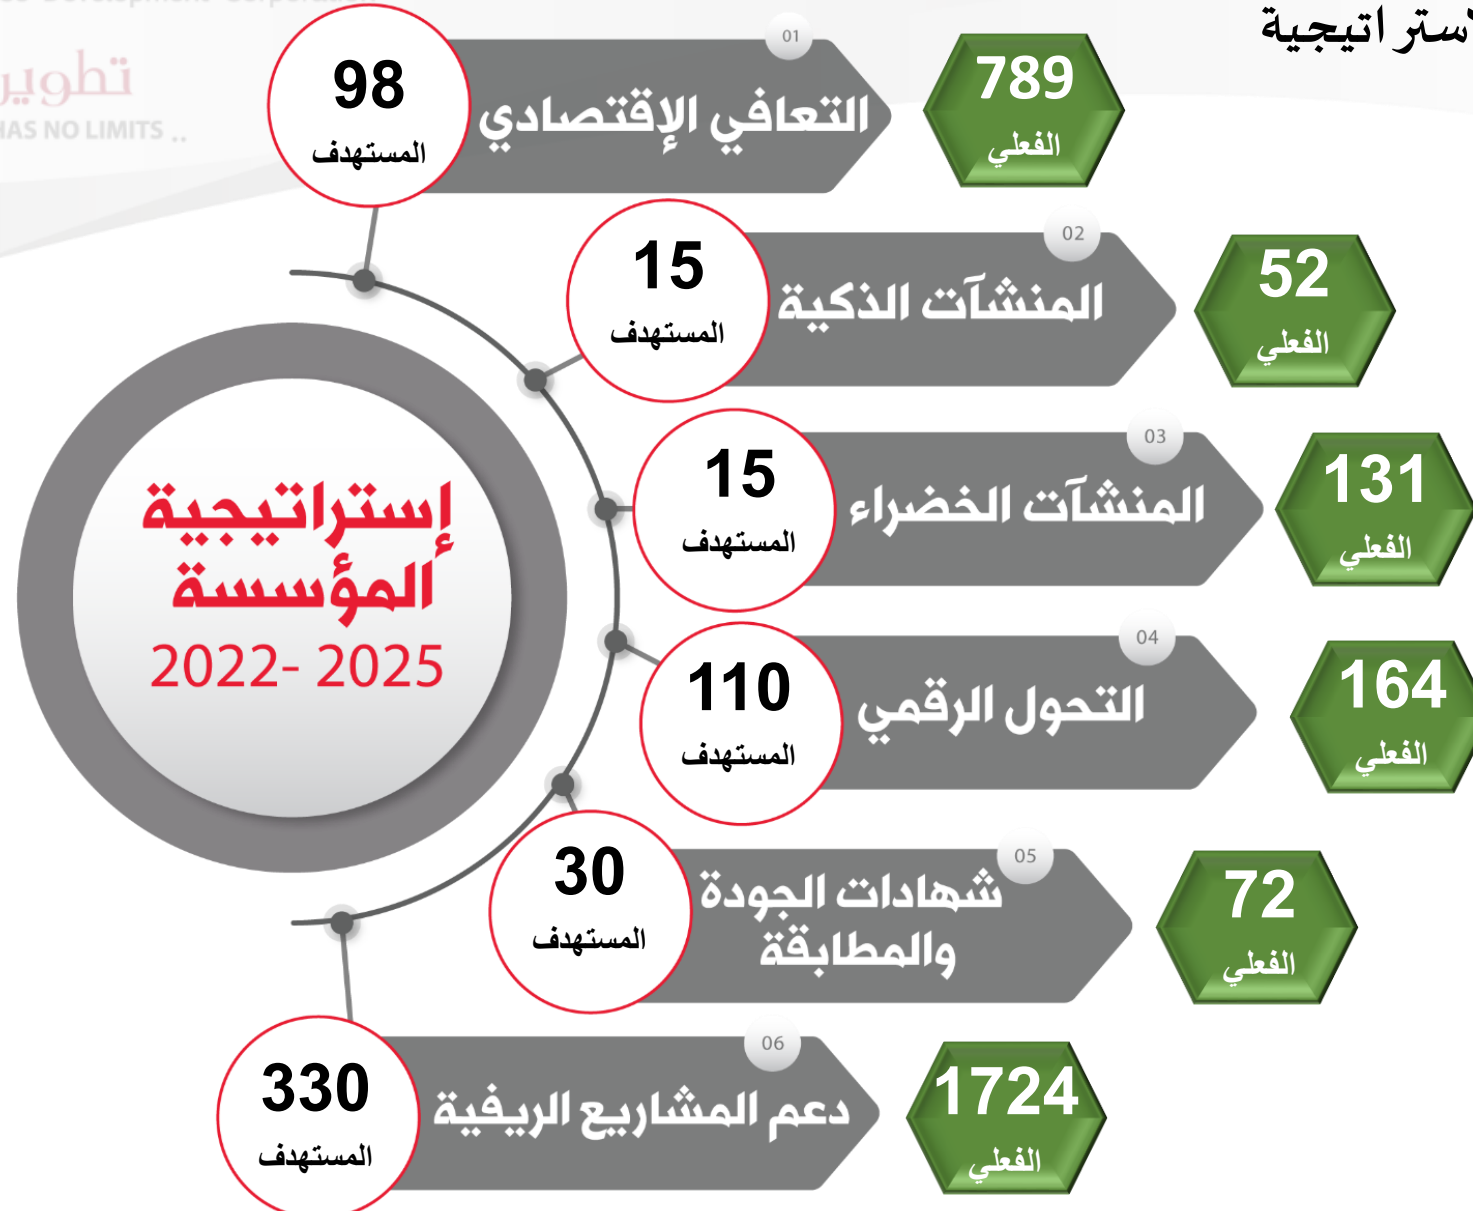 Development Corporation
تطوير
HAS NO LIMITS ..
01
98
المستهدف
التعافي الإقتصادي
789
الفعلي
02
15
المستهدف
المنشآت الذكية
52
الفعلي
03
15
المستهدف
المنشآت الخضراء
131
الفعلي
04
110
المستهدف
التحول الرقمي
164
الفعلي
05
30
المستهدف
شهادات الجودة
والمطابقة
72
الفعلي
06
330
المستهدف
دعم المشاريع الريفية
1724
الفعلي
إستراتيجية
المؤسسة
2022- 2025